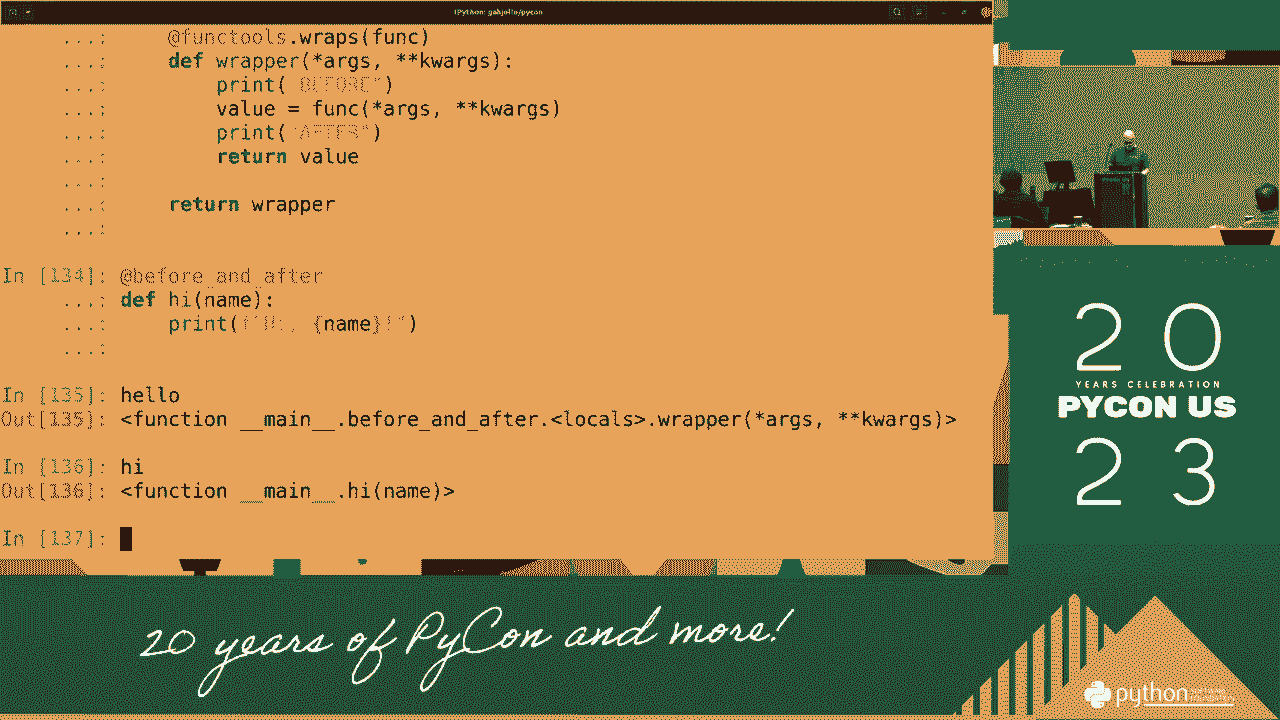 IPython: gahjelle/pycon
...:     @functools.wraps(func)
...:     def wrapper(*args, **kwargs):
...:         print("BEFORE")
...:         value = func(*args, **kwargs)
...:         print("AFTER")
...:         return value
...:
...:     return wrapper
...:
In [134]: @before_and_after
...: def hi(name):
...:     print(f"Hi, {name}!")
...:
In [135]: hello
Out[135]: <function __main__.before_and_after.<locals>.wrapper(*args, **kwargs)>
In [136]: hi
Out[136]: <function __main__.hi(name)>
In [137]:
20
YEARS CELEBRATION
PYCON US
23
20 years of PyCon and more!
python